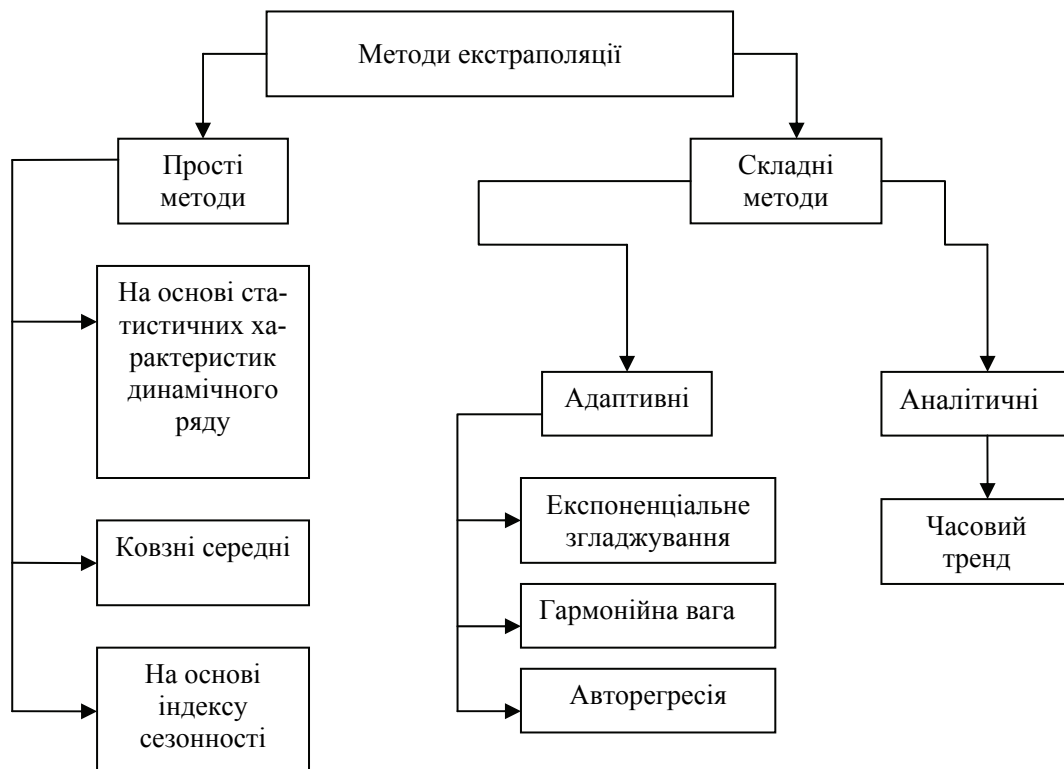 Методи екстраполяції
Прості
методи
Складні
методи
На основі ста-
тистичних ха-
рактеристик
динамічного
ряду
Ковзні середні
На основі
індексу
сезонності
Адаптивні
Експоненціальне
згладжування
Гармонійна вага
Авторегресія
Аналітичні
Часовий
тренд